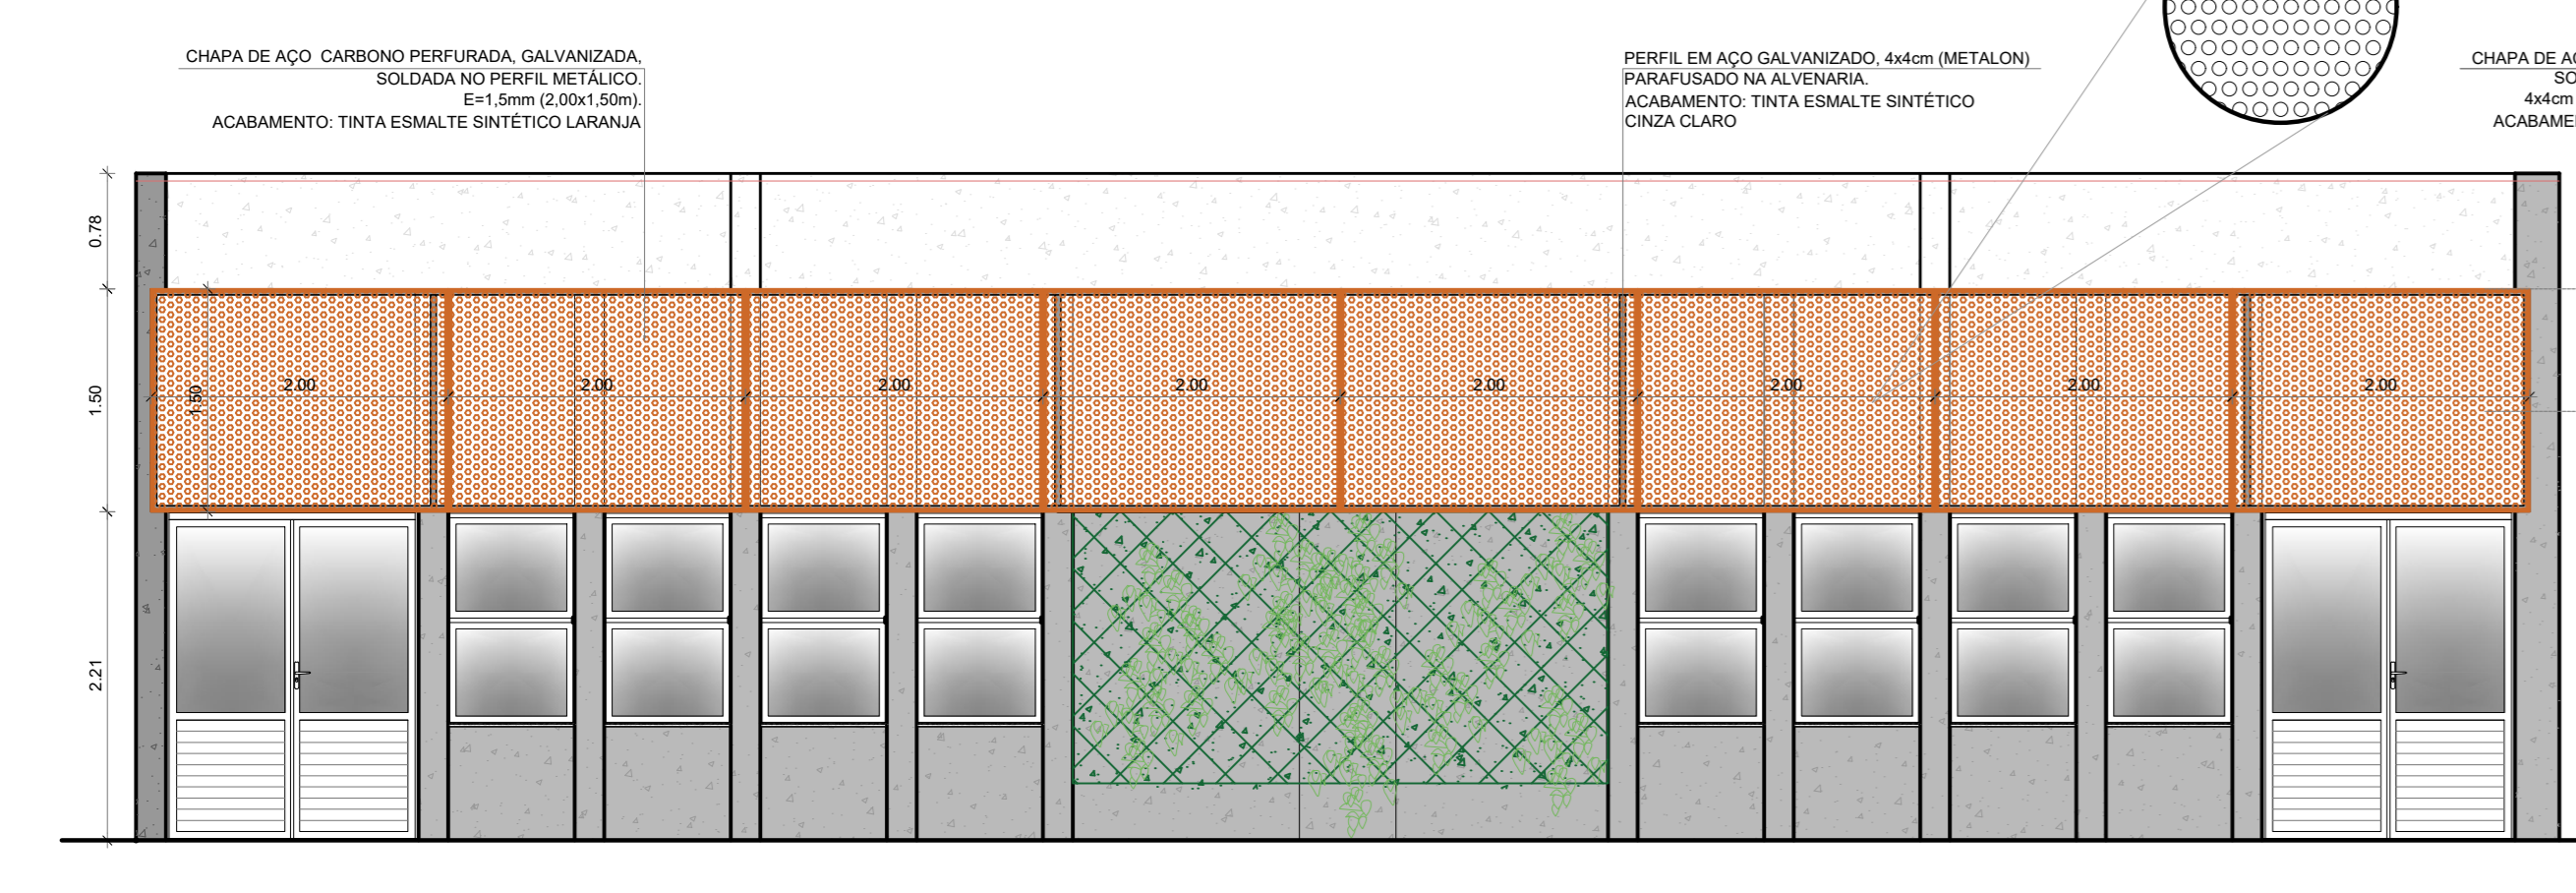 CHAPA DE AÇO  CARBONO PERFURADA, GALVANIZADA,
SOLDADA NO PERFIL METÁLICO.
E=1,5mm (2,00x1,50m).
ACABAMENTO: TINTA ESMALTE SINTÉTICO LARANJA
PERFIL EM AÇO GALVANIZADO, 4x4cm (METALON)
PARAFUSADO NA ALVENARIA.
ACABAMENTO: TINTA ESMALTE SINTÉTICO
CINZA CLARO
CHAPA DE
4x4cm
0.78
1.50
2.21
1.50
2.00
2.00
2.00
2.00
2.00
2.00
2.00
2.00